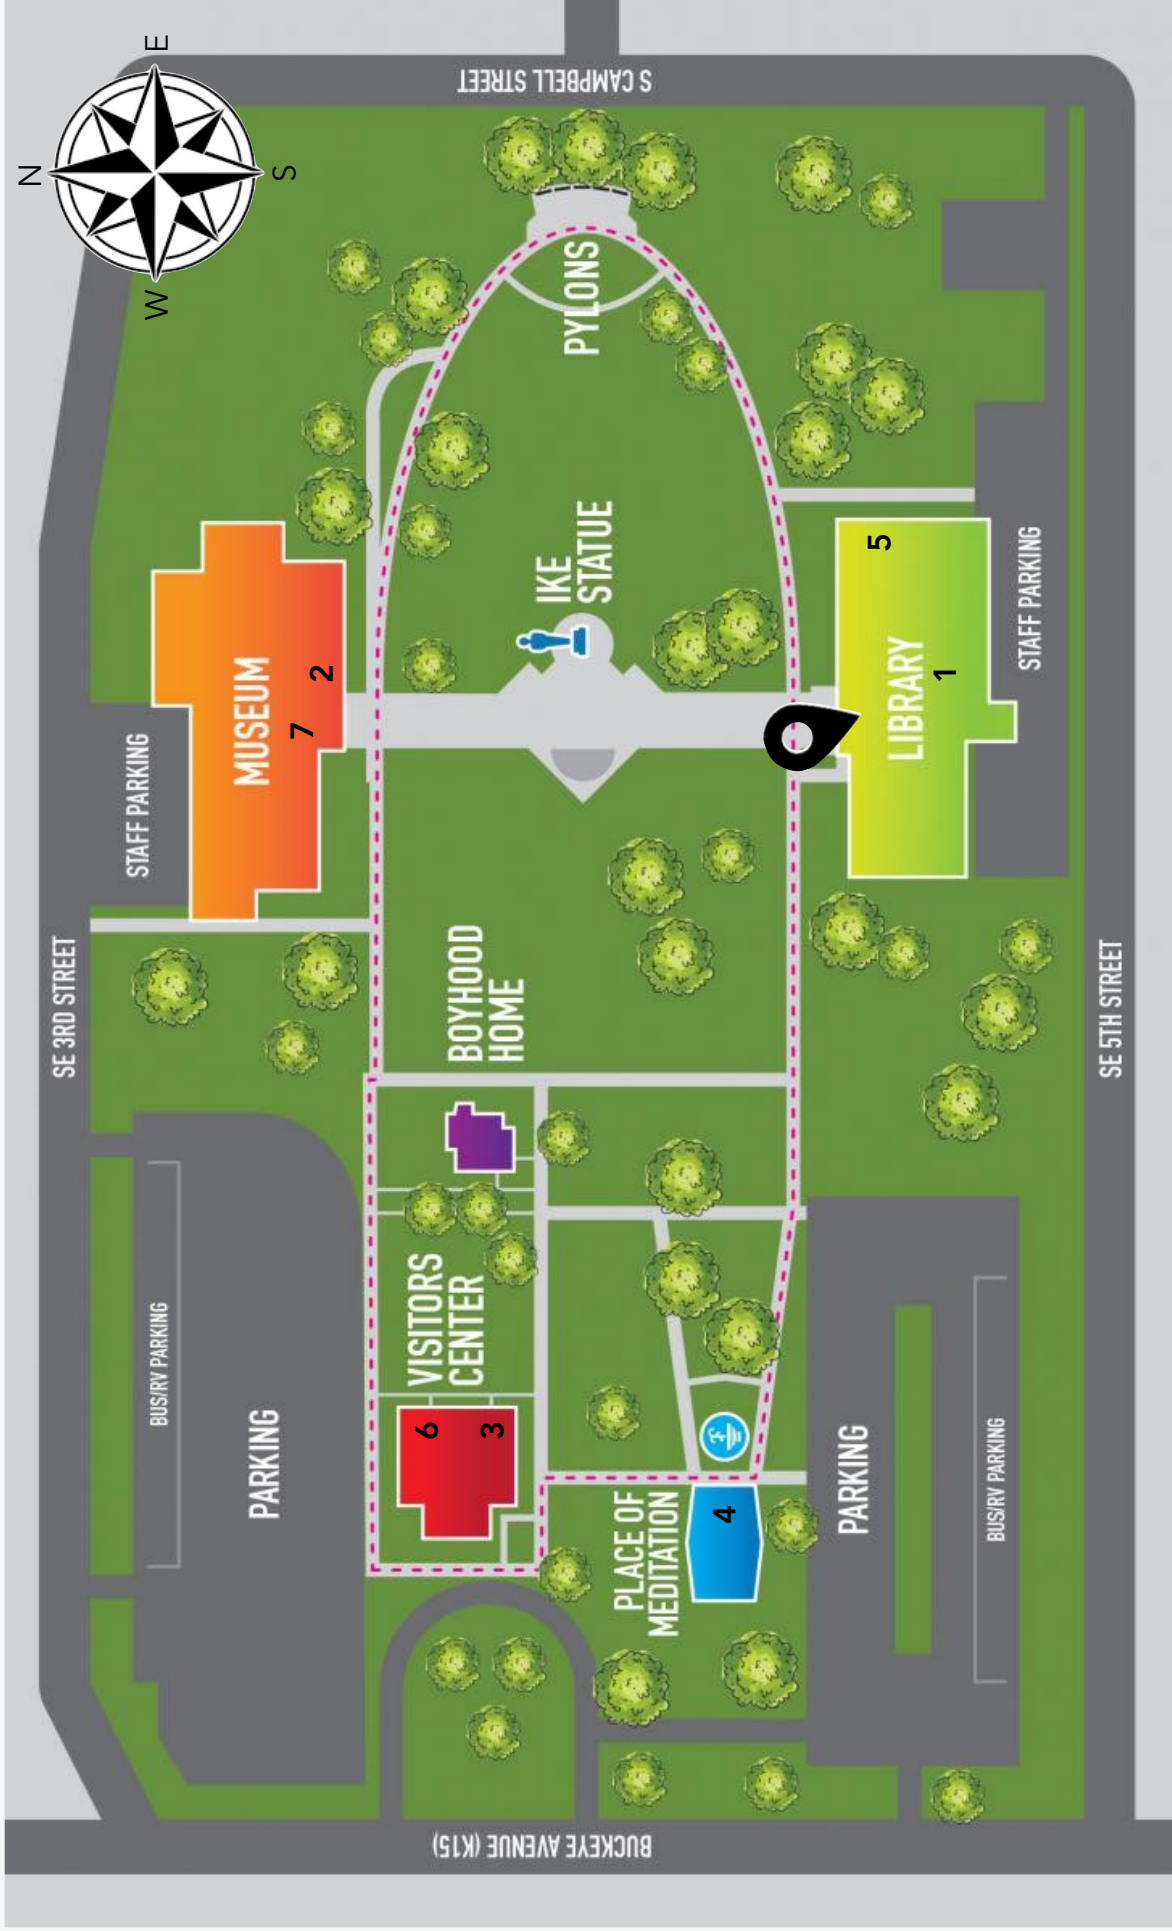 N
W
E
S
SE 3RD STREET
STAFF PARKING
BUS/RV PARKING
PARKING
MUSEUM
7
2
VISITORS
CENTER
6
3
BOYHOOD
HOME
IKE
STATUE
PYLONS
S CAMPBELL STREET
BUCKEYE AVENUE (K15)
PLACE OF
MEDITATION
4
PARKING
BUS/RV PARKING
LIBRARY
5
1
STAFF PARKING
SE 5TH STREET